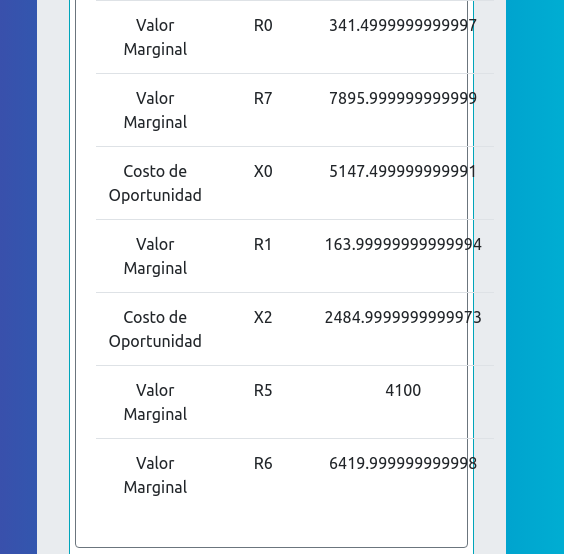 Valor R0 341.4999999999997
Marginal
Valor R7 7895.999999999999
Marginal
Costo de X0 5147.499999999991
Oportunidad
Valor R1 163.99999999999994
Marginal
Costo de X2 2484.9999999999973
Oportunidad
Valor R5 4100
Marginal
Valor R6 6419.999999999998
Marginal